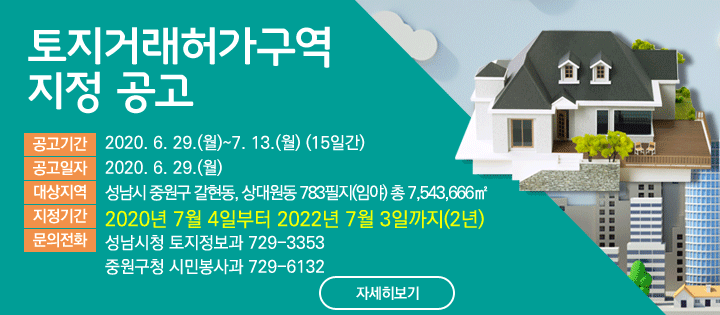 토지거래허가구역
지정 공고
공고기간 2020. 6. 29.(월)~7. 13.(월) (15일간)
공고일자 2020. 6. 29.(월)
대상지역 성남시 중원구 갈현동, 상대원동 783필지(임야) 총 7,543,666㎡
지정기간 2020년 7월 4일부터 2022년 7월 3일까지(2년)
문의전화 성남시청 토지정보과 729-3353
중원구청 시민봉사과 729-6132
자세히보기